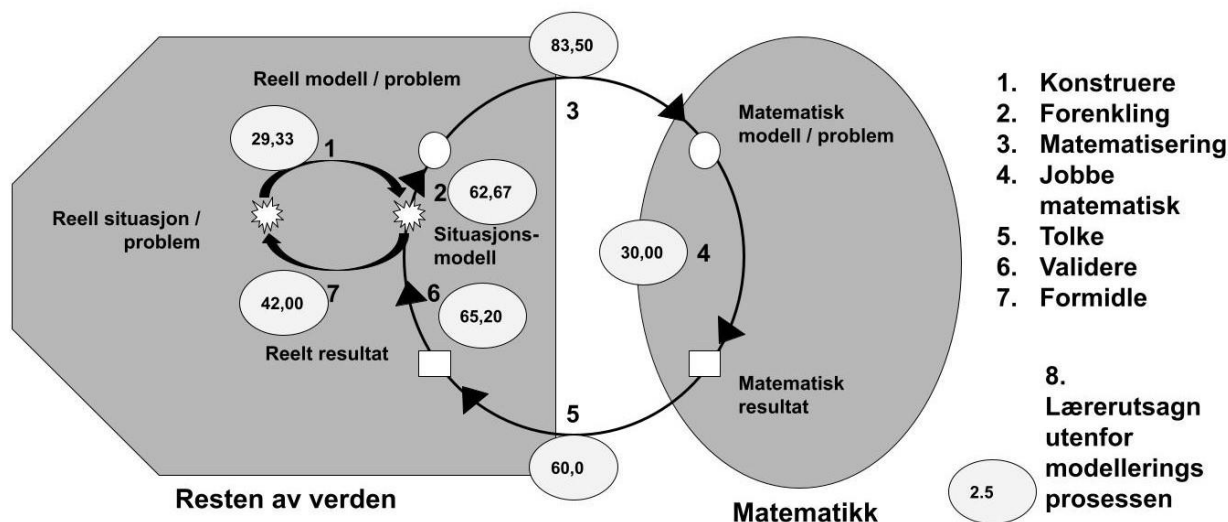 83,50
Reell modell / problem
3
Matematisk
modell / problem
29,33
1
2
62,67
Reell situasjon /
problem
Situasjons-
modell
30,00
4
42,00
7
6
65,20
Reelt resultat
Matematisk
resultat
5
60,0
Resten av verden
Matematikk
1. Konstruere
2. Forenkling
3. Matematisering
4. Jobbe
matematisk
5. Tolke
6. Validere
7. Formidle
8.
Lærerutsagn
utenfor
modellerings
prosessen
2.5